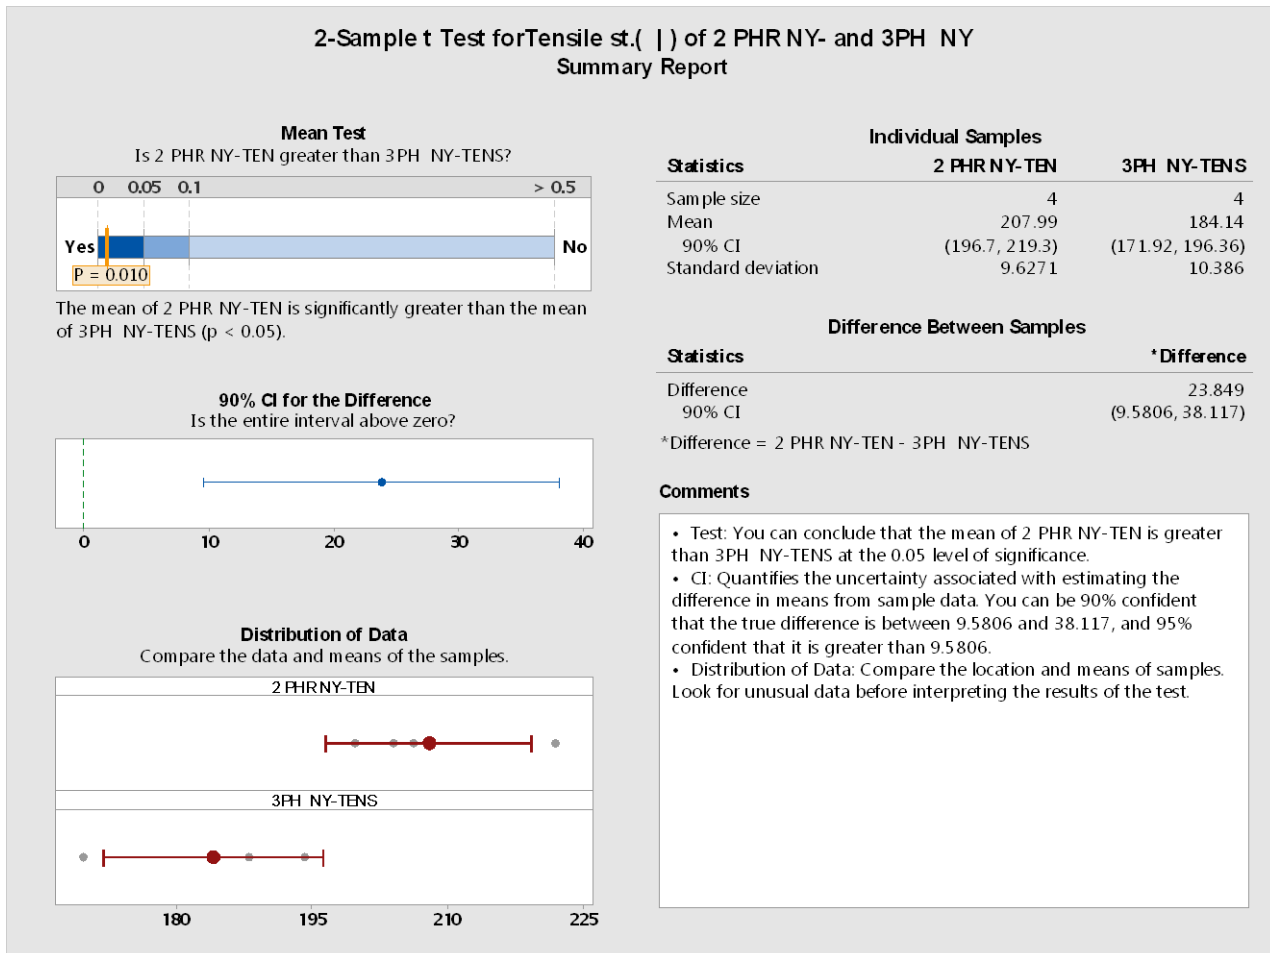 2-Sample t Test forTensile st.( | ) of 2 PHR NY- and 3PH NY
Summary Report
Mean Test
Is 2 PHR NY-TEN greater than 3PH NY-TENS?
0 0.05 0.1 > 0.5
Yes No
P = 0.010
The mean of 2 PHR NY-TEN is significantly greater than the mean
of 3PH NY-TENS (p < 0.05).
90% CI for the Difference
Is the entire interval above zero?
0 10 20 30 40
Distribution of Data
Compare the data and means of the samples.
2 PHR NY-TEN
3PH NY-TENS
180 195 210 225
Individual Samples
Statistics 2 PHR NY-TEN 3PH NY-TENS
Sample size 4 4
Mean 207.99 184.14
90% CI (196.7, 219.3) (171.92, 196.36)
Standard deviation 9.6271 10.386
Difference Between Samples
Statistics *Difference
Difference 23.849
90% CI (9.5806, 38.117)
*Difference = 2 PHR NY-TEN - 3PH NY-TENS
Comments
• Test: You can conclude that the mean of 2 PHR NY-TEN is greater
than 3PH NY-TENS at the 0.05 level of significance.
• CI: Quantifies the uncertainty associated with estimating the
difference in means from sample data. You can be 90% confident
that the true difference is between 9.5806 and 38.117, and 95%
confident that it is greater than 9.5806.
• Distribution of Data: Compare the location and means of samples.
Look for unusual data before interpreting the results of the test.